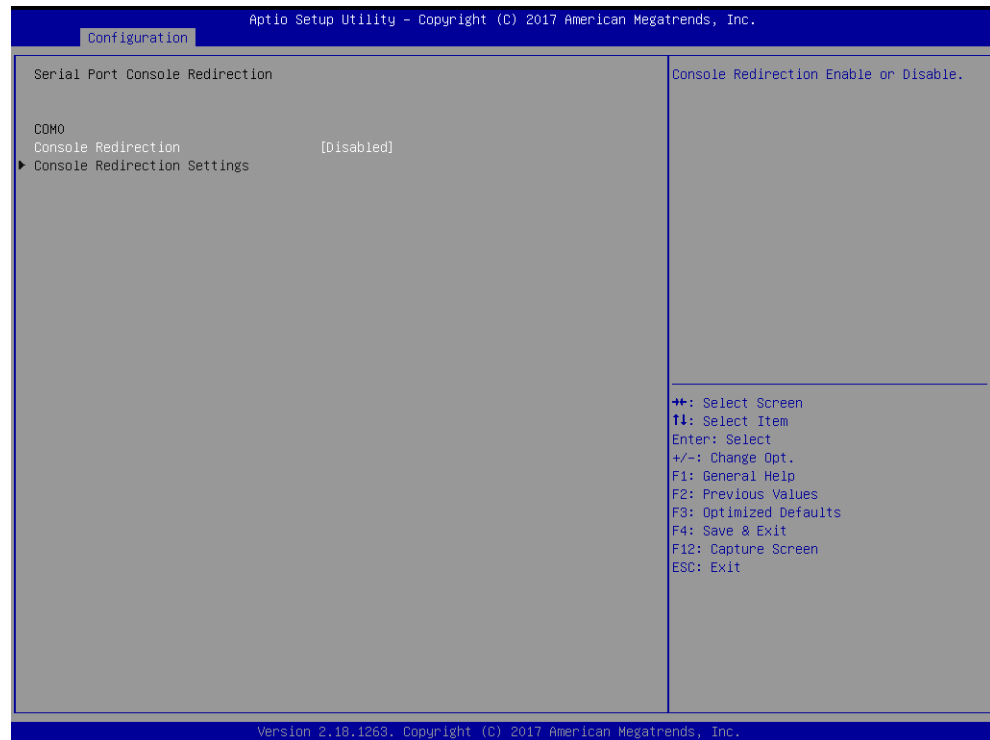 Aptio Setup Utility – Copyright (C) 2017 American Megatrends, Inc.
Configuration
Serial Port Console Redirection
COM0
Console Redirection [Disabled]
► Console Redirection Settings
Console Redirection Enable or Disable.
→←: Select Screen
↑↓: Select Item
Enter: Select
+/-: Change Opt.
F1: General Help
F2: Previous Values
F3: Optimized Defaults
F4: Save & Exit
F12: Capture Screen
ESC: Exit
Version 2.18.1263. Copyright (C) 2017 American Megatrends, Inc.